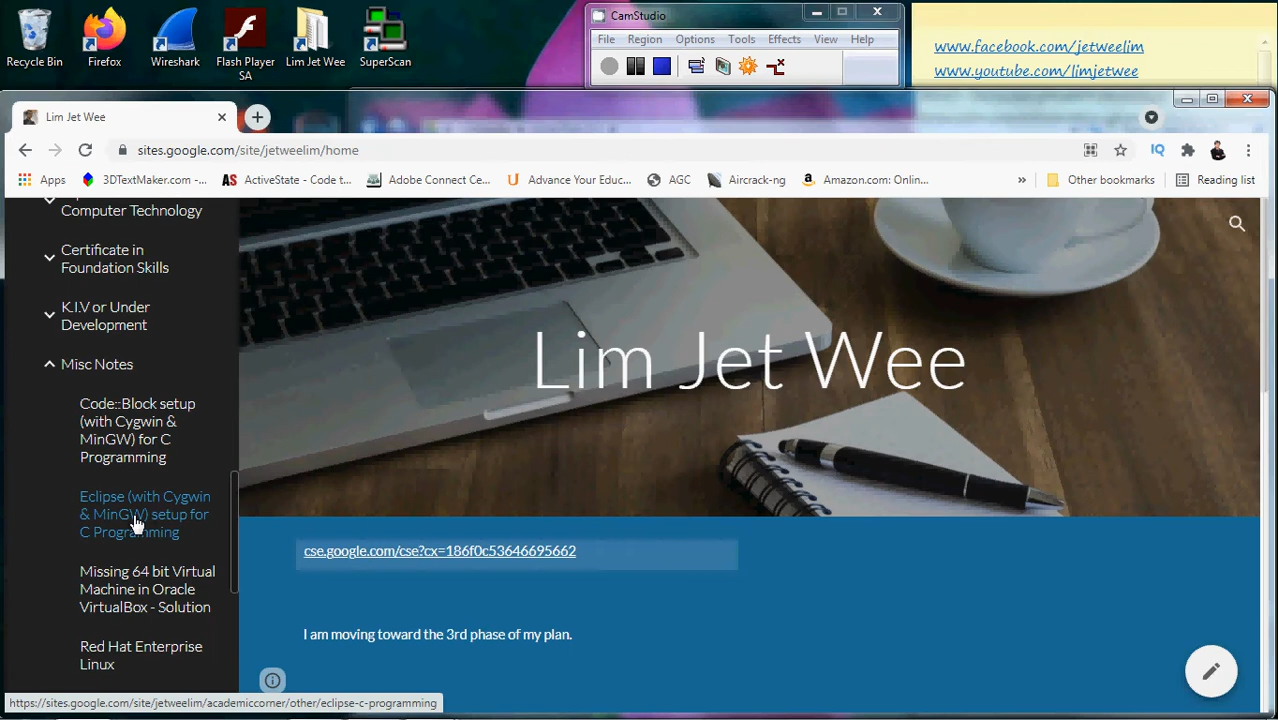 Recycle Bin
Firefox
Wireshark
Flash Player
SA
Lim Jet Wee
SuperScan
CamStudio
File Region Options Tools Effects View Help
www.facebook.com/jetweelim
www.youtube.com/limjetwee
Lim Jet Wee
sites.google.com/site/jetweelim/home
IQ
Apps
3DTextMaker.com -...
AS ActiveState - Code t...
Adobe Connect Ce...
Advance Your Educ...
AGC
Aircrack-ng
Amazon.com: Onlin...
»
Other bookmarks
Reading list
Computer Technology
Certificate in
Foundation Skills
K.I.V or Under
Development
Misc Notes
Code::Block setup
(with Cygwin &
MinGW) for C
Programming
Eclipse (with Cygwin
& MinGW) setup for
C Programming
Missing 64 bit Virtual
Machine in Oracle
VirtualBox - Solution
Red Hat Enterprise
Linux
Lim Jet Wee
cse.google.com/cse?cx=186f0c53646695662
I am moving toward the 3rd phase of my plan.
https://sites.google.com/site/jetweelim/academiccorner/other/eclipse-c-programming